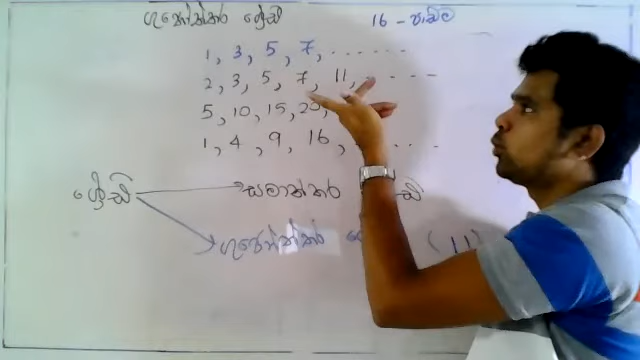 ගුණෝත්තර ශ්‍රේඪි 16 - පාඩම
1, 3, 5, 7, ......
2, 3, 5, 7, 11, - - - -
5, 10, 15, 20,
1, 4, 9, 16,
ශ්‍රේඪි සමාන්තර
ගුණෝත්තර (11)